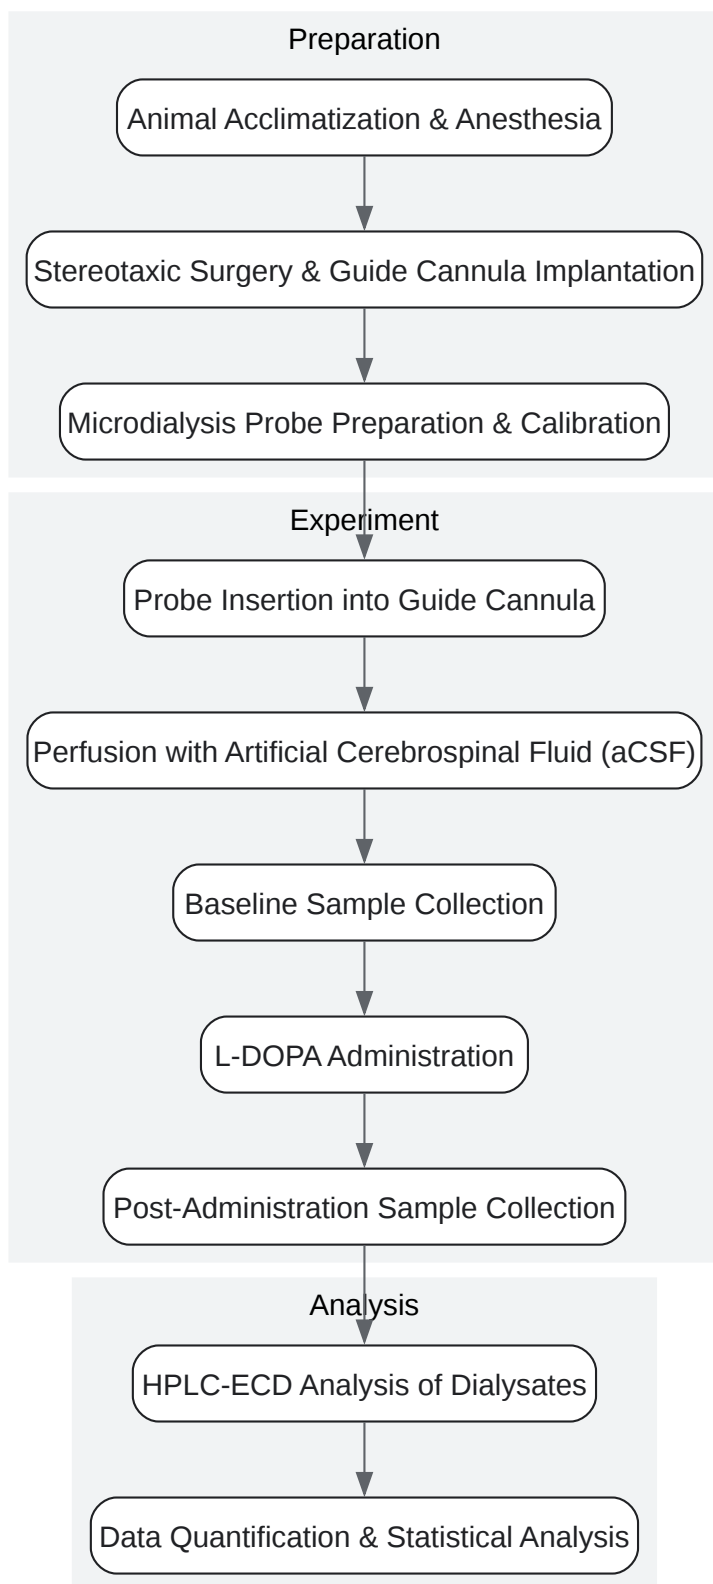 Preparation
Animal Acclimatization & Anesthesia
Stereotaxic Surgery & Guide Cannula Implantation
Microdialysis Probe Preparation & Calibration
Experiment
Probe Insertion into Guide Cannula
Perfusion with Artificial Cerebrospinal Fluid (aCSF)
Baseline Sample Collection
L-DOPA Administration
Post-Administration Sample Collection
Analysis
HPLC-ECD Analysis of Dialysates
Data Quantification & Statistical Analysis